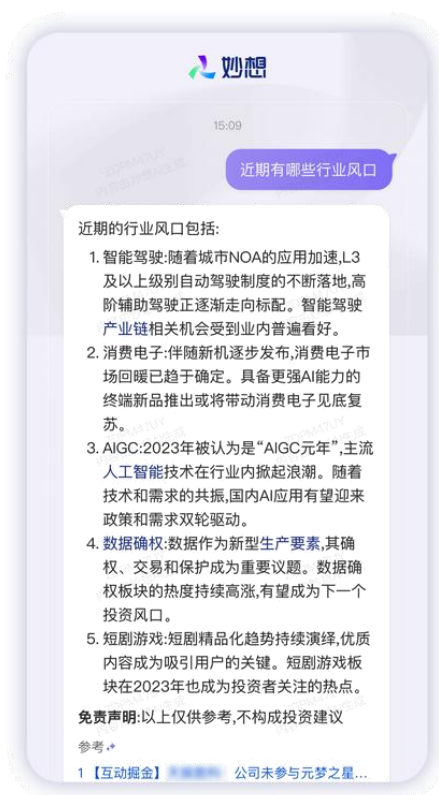 妙想
15:09
近期有哪些行业风口
近期的行业风口包括:
1. 智能驾驶:随着城市NOA的应用加速,L3
及以上级别自动驾驶制度的不断落地,高
阶辅助驾驶正逐渐走向标配。智能驾驶
产业链相关机会受到业内普遍看好。
2. 消费电子:伴随新机逐步发布,消费电子市
场回暖已趋于确定。具备更强AI能力的
终端新品推出或将带动消费电子见底复
苏。
3. AIGC:2023年被认为是“AIGC元年”,主流
人工智能技术在行业内掀起浪潮。随着
技术和需求的共振,国内AI应用有望迎来
政策和需求双轮驱动。
4. 数据确权:数据作为新型生产要素,其确
权、交易和保护成为重要议题。数据确
权板块的热度持续高涨,有望成为下一个
投资风口。
5. 短剧游戏:短剧精品化趋势持续演绎,优质
内容成为吸引用户的关键。短剧游戏板
块在2023年也成为投资者关注的热点。
免责声明:以上仅供参考,不构成投资建议
参考
1【互动掘金】 公司未参与元梦之星...